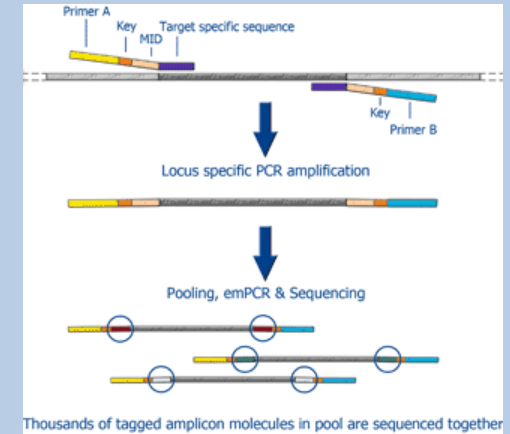 Primer A
Key
Target specific sequence
MID
Key
Primer B
Locus specific PCR amplification
Pooling, emPCR & Sequencing
Thousands of tagged amplicon molecules in pool are sequenced together